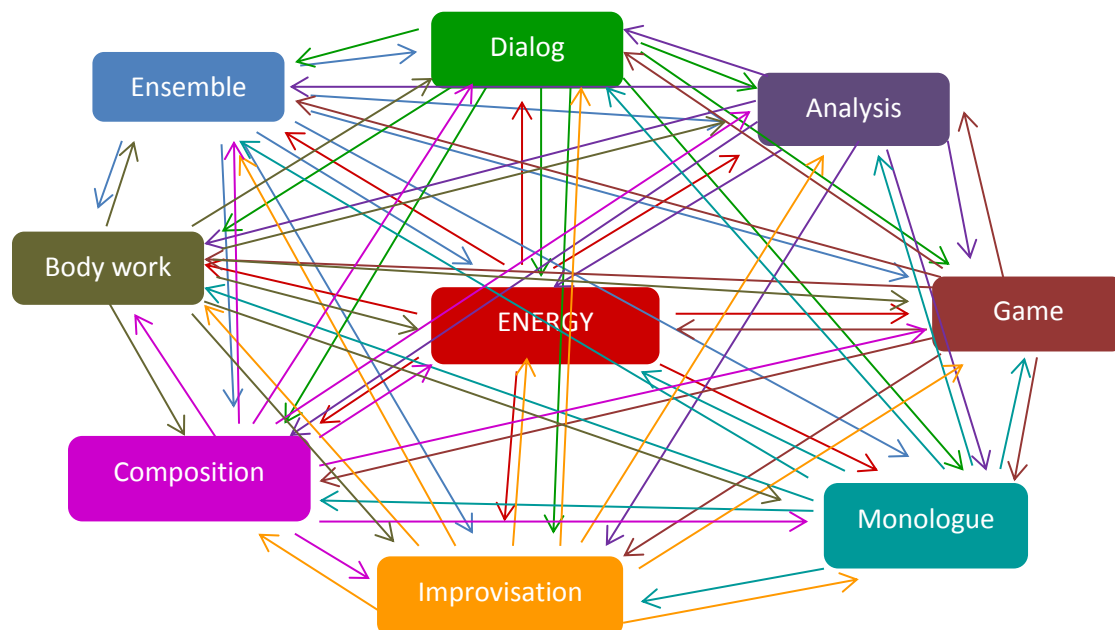 Dialog
Ensemble
Analysis
Body work
ENERGY
Game
Composition
Monologue
Improvisation